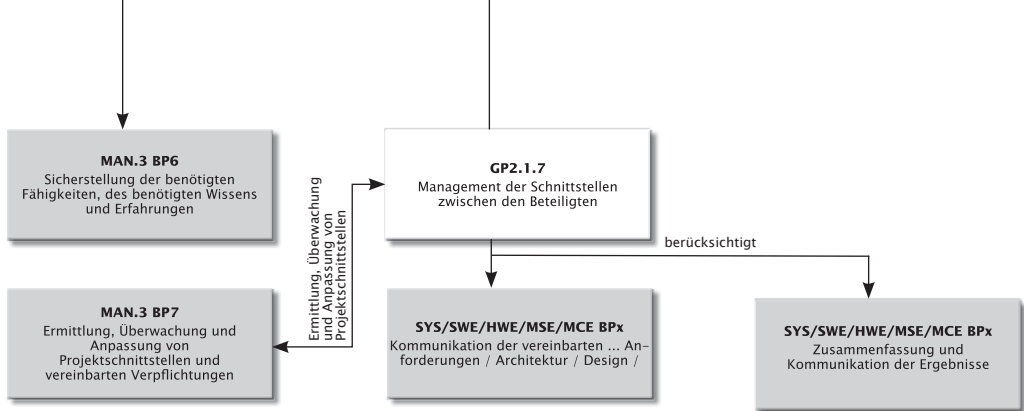 MAN.3 BP6
Sicherstellung der benötigten
Fähigkeiten, des benötigten Wissens
und Erfahrungen
GP2.1.7
Management der Schnittstellen
zwischen den Beteiligten
Ermittlung, Überwachung
und Anpassung von
Projektschnittstellen
berücksichtigt
MAN.3 BP7
Ermittlung, Überwachung und
Anpassung von
Projektschnittstellen und
vereinbarten Verpflichtungen
SYS/SWE/HWE/MSE/MCE BPx
Kommunikation der vereinbarten ... An-
forderungen / Architektur / Design /
SYS/SWE/HWE/MSE/MCE BPx
Zusammenfassung und
Kommunikation der Ergebnisse